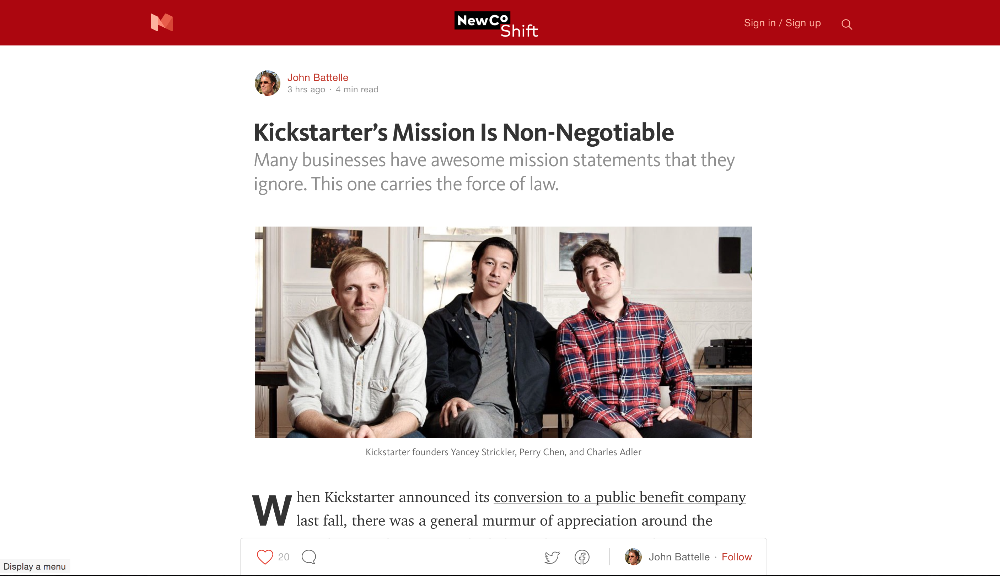 NewCo
Shift
Sign in / Sign up
John Battelle
3 hrs ago · 4 min read
Kickstarter’s Mission Is Non-Negotiable
Many businesses have awesome mission statements that they
ignore. This one carries the force of law.
Kickstarter founders Yancey Strickler, Perry Chen, and Charles Adler
When Kickstarter announced its conversion to a public benefit company
last fall, there was a general murmur of appreciation around the
20
John Battelle · Follow
Display a menu